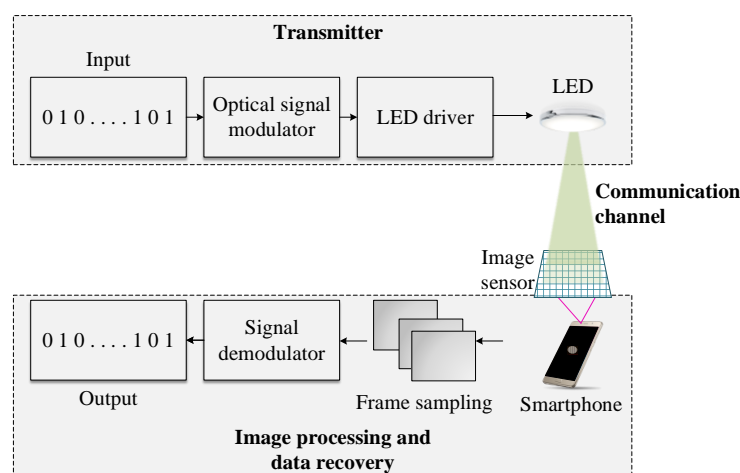 Transmitter
Input
0 1 0 . . . . 1 0 1
Optical signal
modulator
LED driver
LED
Communication
channel
Image
sensor
0 1 0 . . . . 1 0 1
Output
Signal
demodulator
Frame sampling
Smartphone
Image processing and
data recovery